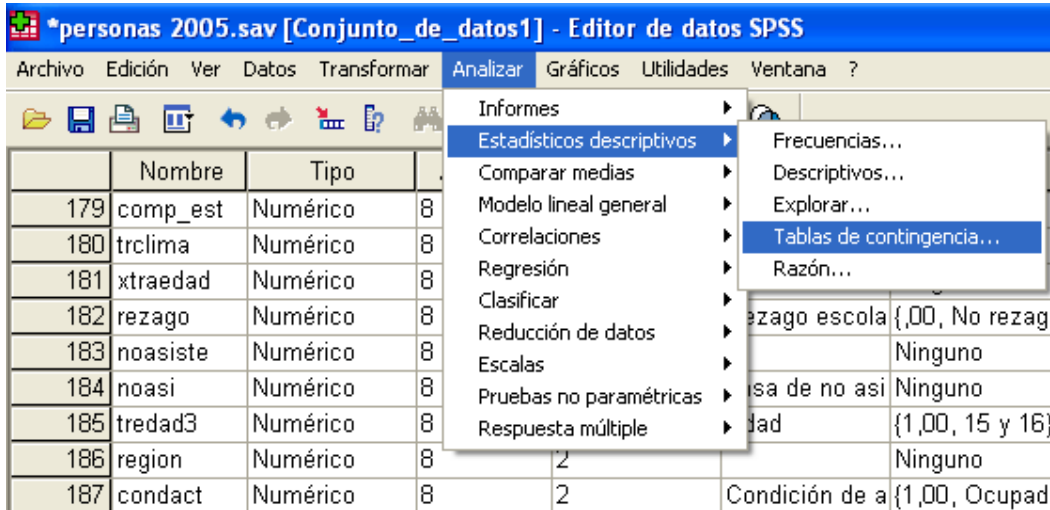 *personas 2005.sav [Conjunto_de_datos1] - Editor de datos SPSS
Archivo Edición Ver Datos Transformar Analizar Gráficos Utilidades Ventana ?
Informes
Estadísticos descriptivos
Comparar medias
Modelo lineal general
Correlaciones
Regresión
Clasificar
Reducción de datos
Escalas
Pruebas no paramétricas
Respuesta múltiple
Frecuencias...
Descriptivos...
Explorar...
Tablas de contingencia...
Razón...
Nombre Tipo
179 comp_est Numérico 8
180 trclima Numérico 8
181 xtraedad Numérico 8
182 rezago Numérico 8 ezago escola {,00, No rezag
183 noasiste Numérico 8 Ninguno
184 noasi Numérico 8 sa de no asi Ninguno
185 tredad3 Numérico 8 dad {1,00, 15 y 16}
186 region Numérico 8 2 Ninguno
187 condact Numérico 8 2 Condición de a {1,00, Ocupad